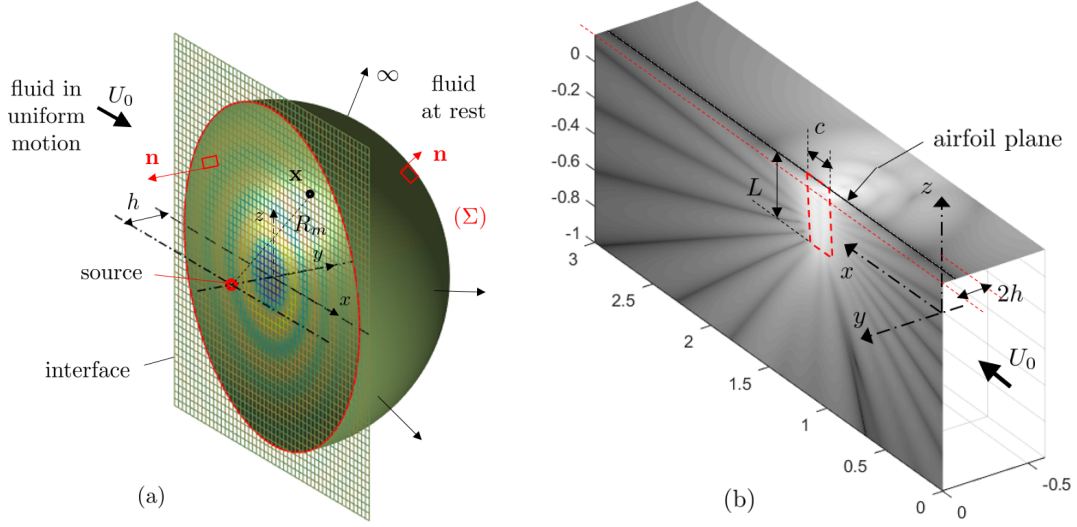 ∞
fluid in
uniform
motion
U₀
fluid
at rest
n
n
x
(Σ)
h
z
R_m
source
y
x
interface
(a)
0
-0.2
-0.4
-0.6
-0.8
-1
3
2.5
2
1.5
1
0.5
0
0
-0.5
c
airfoil plane
L
z
x
y
2h
U₀
(b)